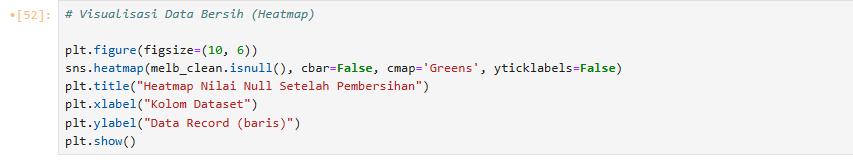 •[52]: # Visualisasi Data Bersih (Heatmap)
plt.figure(figsize=(10, 6))
sns.heatmap(melb_clean.isnull(), cbar=False, cmap='Greens', yticklabels=False)
plt.title("Heatmap Nilai Null Setelah Pembersihan")
plt.xlabel("Kolom Dataset")
plt.ylabel("Data Record (baris)")
plt.show()